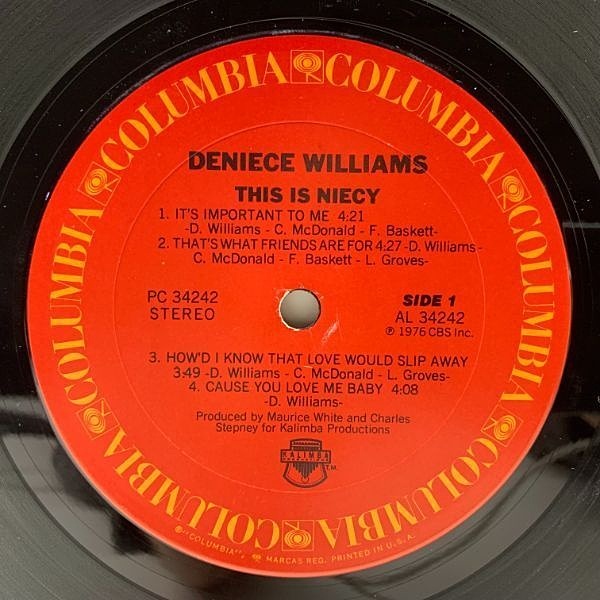 COLUMBIA COLUMBIA COLUMBIA COLUMBIA COLUMBIA COLUMBIA COLUMBIA
DENIECE WILLIAMS
THIS IS NIECY
1. IT'S IMPORTANT TO ME 4:21
-D. Williams - C. McDonald - F. Baskett-
2. THAT'S WHAT FRIENDS ARE FOR 4:27 -D. Williams-
C. McDonald - F. Baskett - L. Groves-
PC 34242
STEREO
SIDE 1
AL 34242
℗ 1976 CBS Inc.
3. HOW'D I KNOW THAT LOVE WOULD SLIP AWAY
3:49 -D. Williams - C. McDonald - L. Groves-
4. CAUSE YOU LOVE ME BABY 4:08
-D. Williams-
Produced by Maurice White and Charles
Stepney for Kalimba Productions
KALIMBA
T.M.
"COLUMBIA", MARCAS REG. PRINTED IN U.S.A.